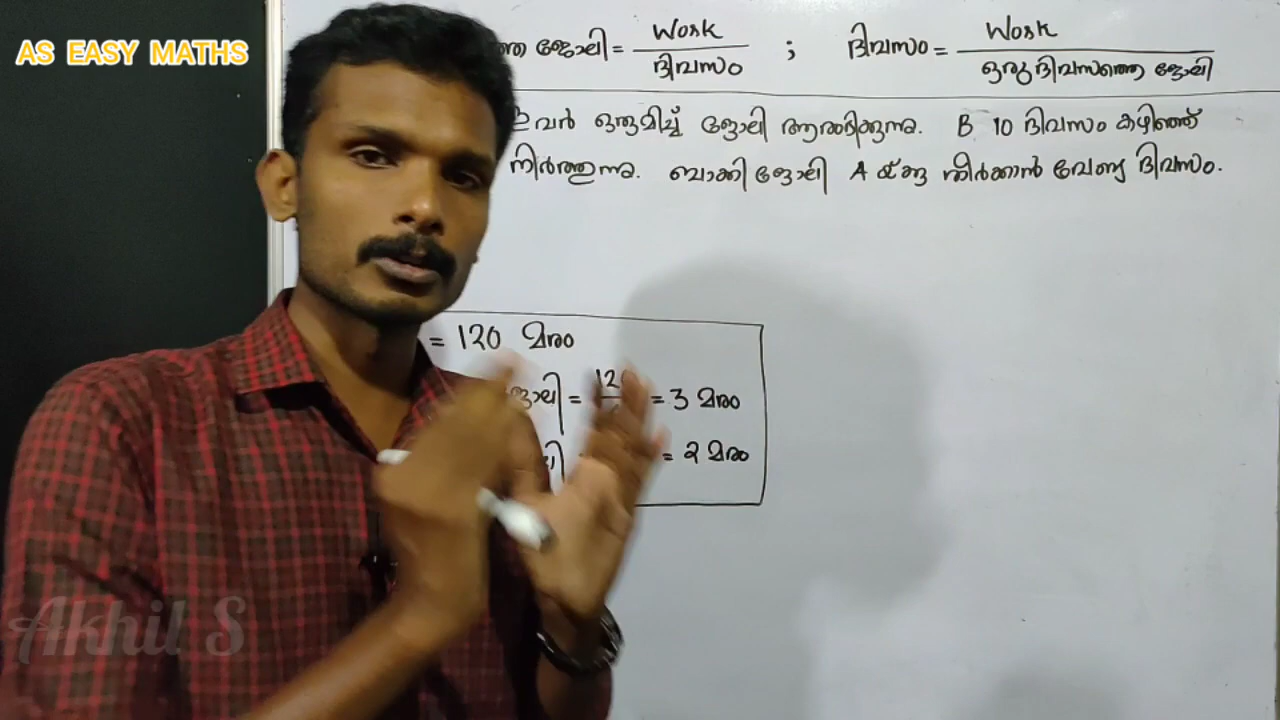 AS EASY MATHS
ജോലി = Work / ദിവസം ; ദിവസം = Work / ഒരു ദിവസത്തെ ജോലി
ഇവർ ഒരുമിച്ച് ജോലി ആരംഭിക്കുന്നു. B 10 ദിവസം കഴിഞ്ഞ്
നിർത്തുന്നു. ബാക്കി ജോലി A യ്ക്കു തീർക്കാൻ വേണ്ട ദിവസം.
= 120 മരം
= 3 മരം
= 2 മരം
Akhil S